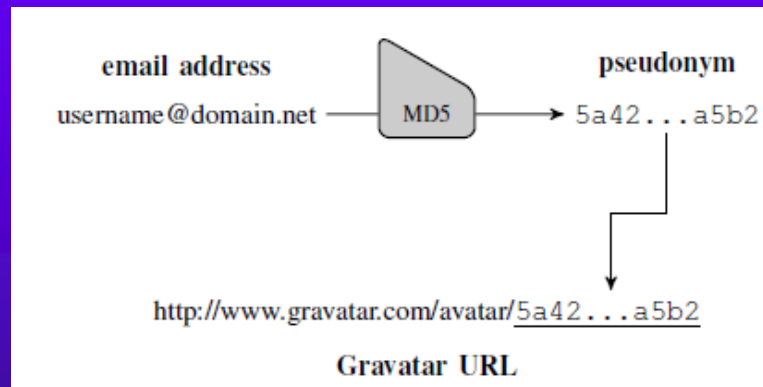 email address
pseudonym
username@domain.net
MD5
5a42...a5b2
http://www.gravatar.com/avatar/5a42...a5b2
Gravatar URL